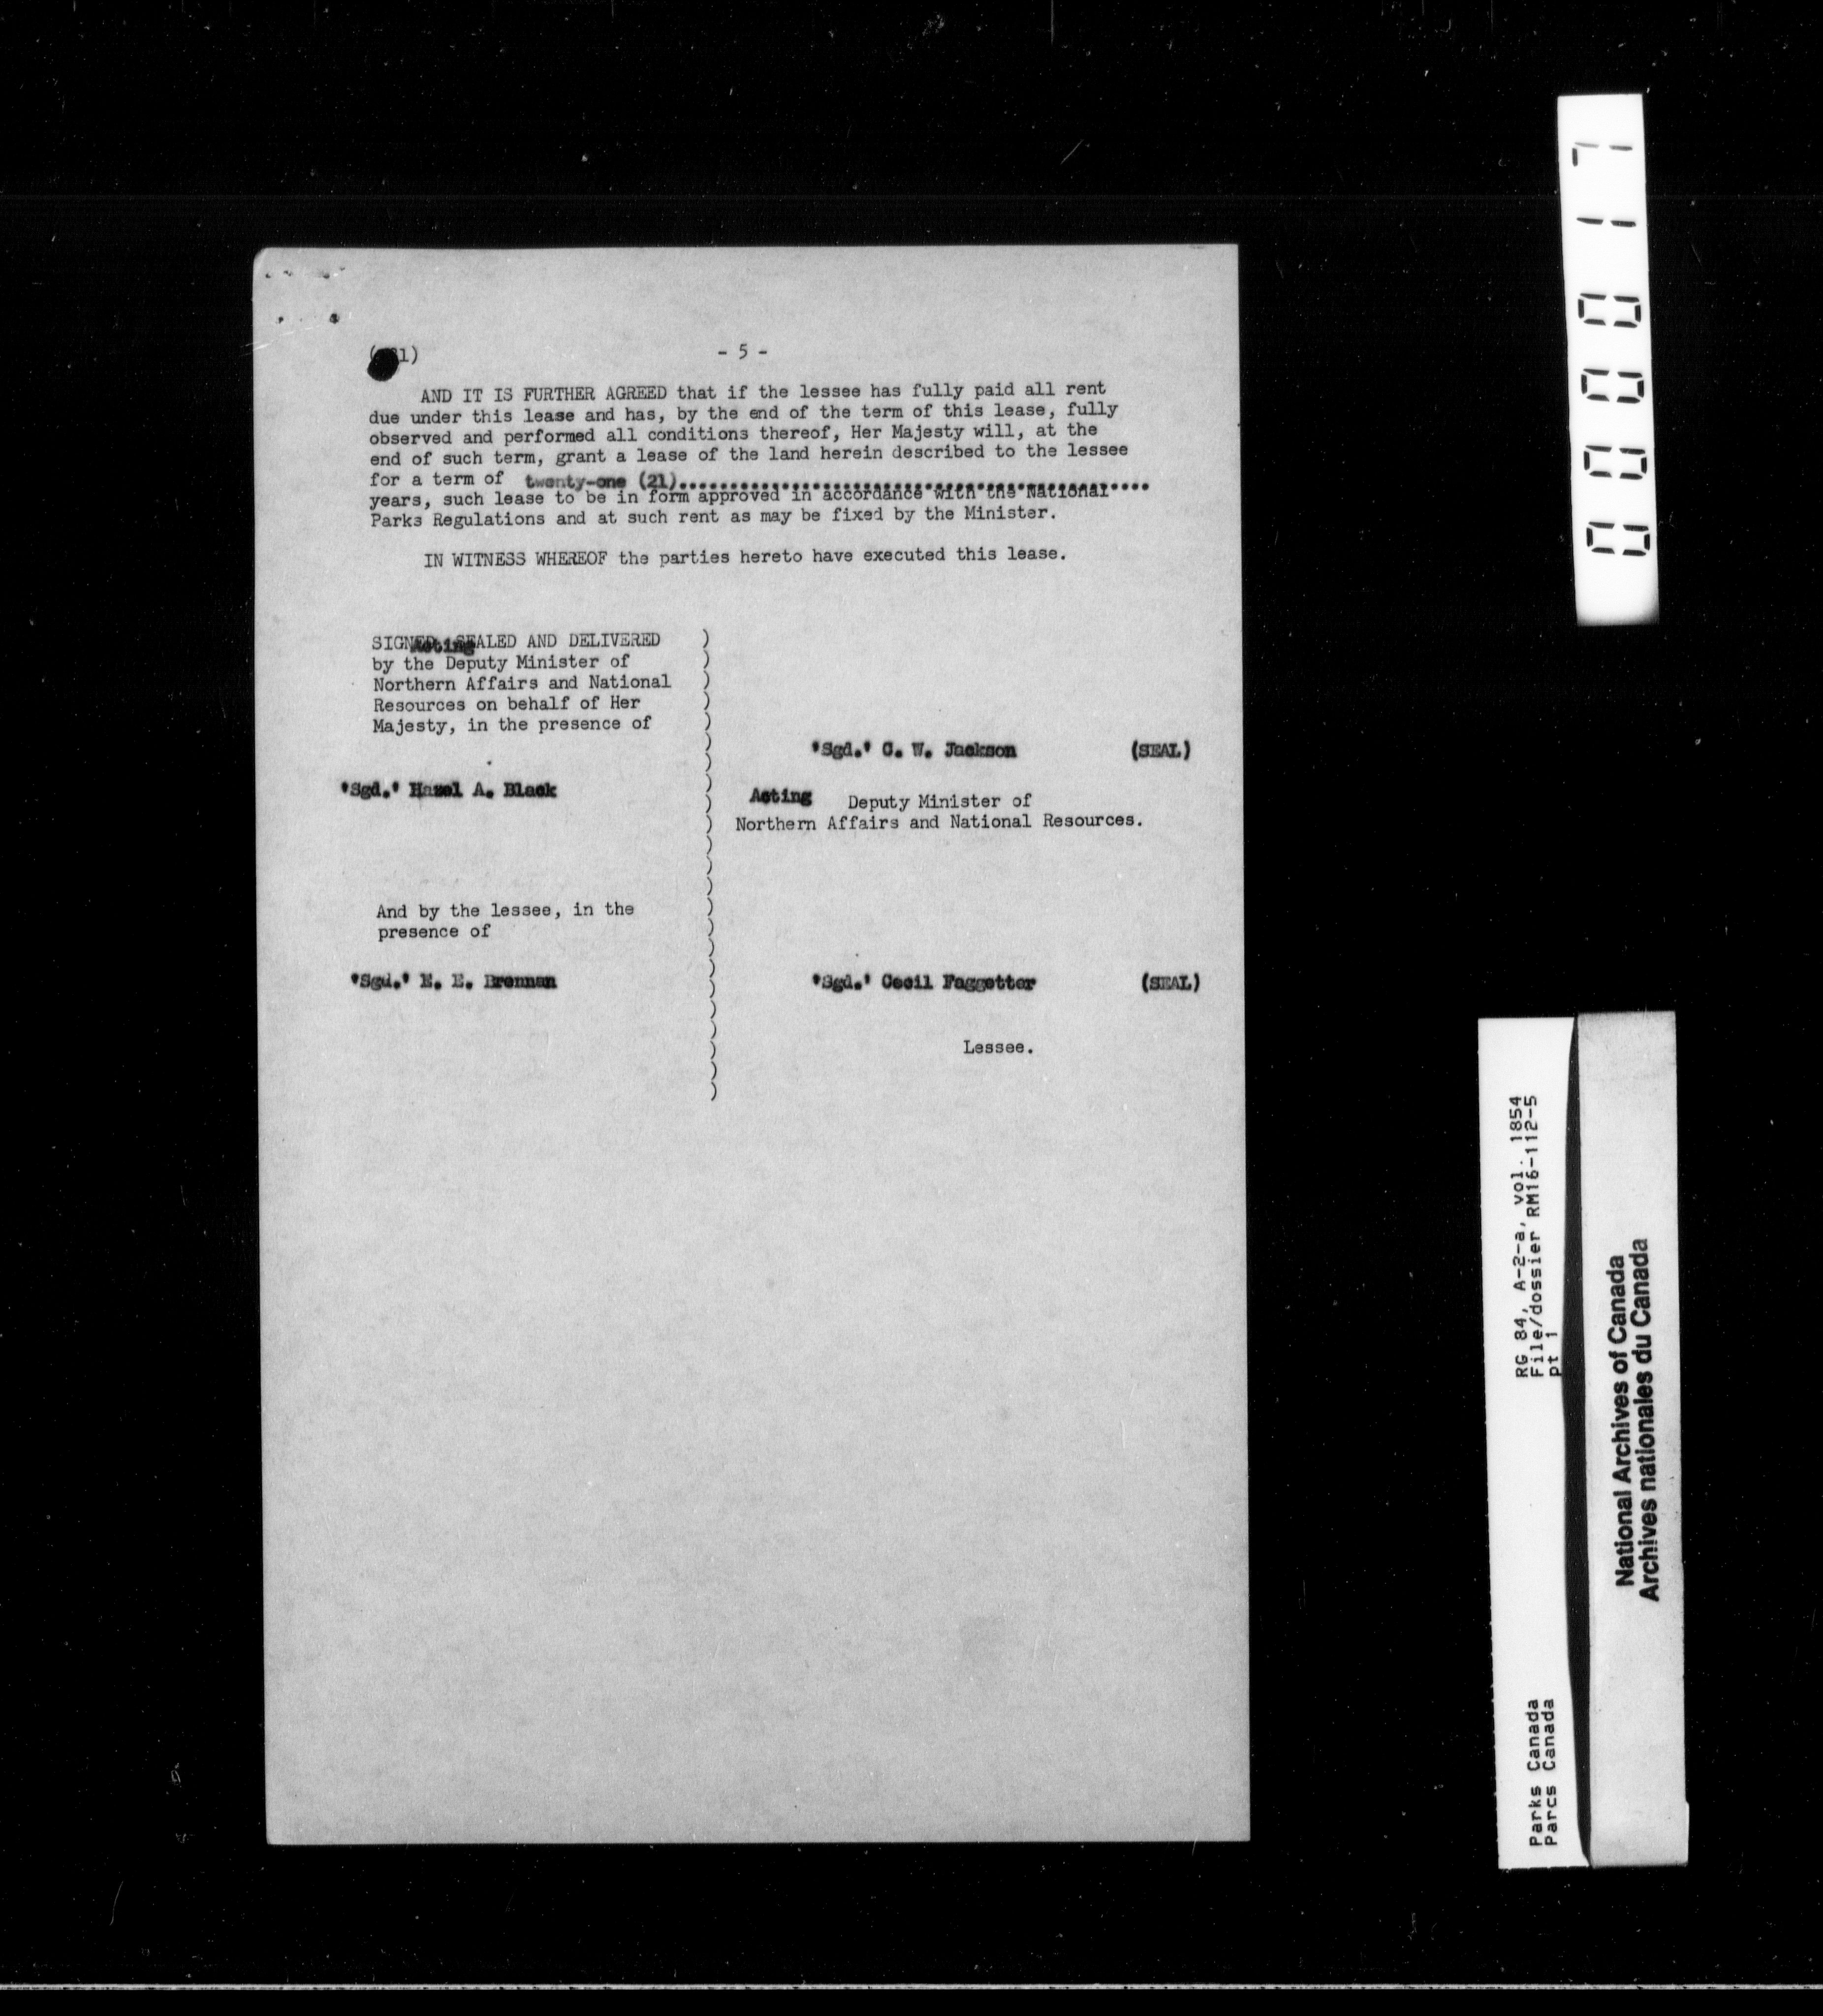 - 5 -
AND IT IS FURTHER AGREED that if the lessee has fully paid all rent
due under this lease and has, by the end of the term of this lease, fully
observed and performed all conditions thereof, Her Majesty will, at the
end of such term, grant a lease of the land herein described to the lessee
for a term of twenty-one (21)..............................................
years, such lease to be in form approved in accordance with the National
Parks Regulations and at such rent as may be fixed by the Minister.
IN WITNESS WHEREOF the parties hereto have executed this lease.
SIGNED, SEALED AND DELIVERED
Acting
by the Deputy Minister of
Northern Affairs and National
Resources on behalf of Her
Majesty, in the presence of
'Sgd.' C. W. Jackson (SEAL)
'Sgd.' Hazel A. Black
Acting Deputy Minister of
Northern Affairs and National Resources.
And by the lessee, in the
presence of
'Sgd.' E. E. Brennan
'Sgd.' Cecil Faggetter (SEAL)
Lessee.
000017
RG 84, A-2-a, vol. 1854
File/dossier RM16-112-5
pt 1
Parks Canada
Parcs Canada
National Archives of Canada
Archives nationales du Canada